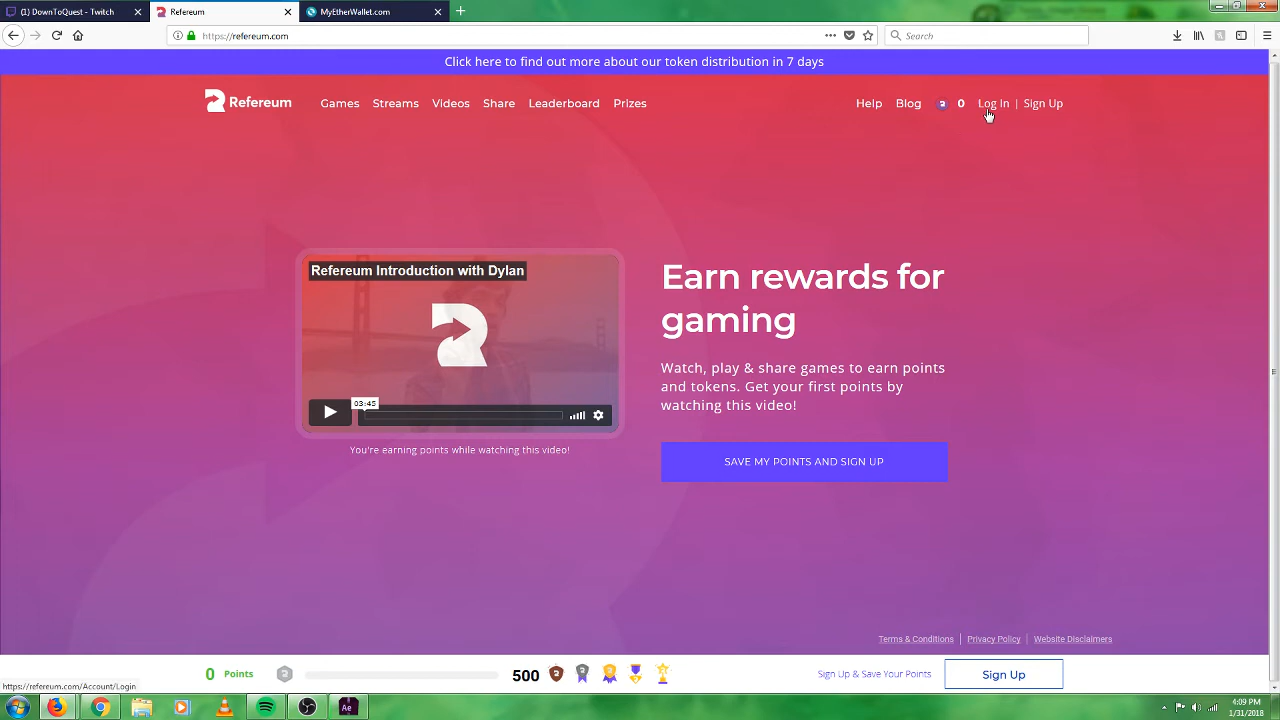 (1) DownToQuest - Twitch
Refereum
MyEtherWallet.com
https://refereum.com
Search
Click here to find out more about our token distribution in 7 days
Refereum
Games
Streams
Videos
Share
Leaderboard
Prizes
Help
Blog
0
Log In | Sign Up
Refereum Introduction with Dylan
03:45
You're earning points while watching this video!
Earn rewards for
gaming
Watch, play & share games to earn points
and tokens. Get your first points by
watching this video!
SAVE MY POINTS AND SIGN UP
Terms & Conditions
Privacy Policy
Website Disclaimers
0 Points
500
Sign Up & Save Your Points
Sign Up
https://refereum.com/Account/Login
Ae
4:09 PM
1/31/2018